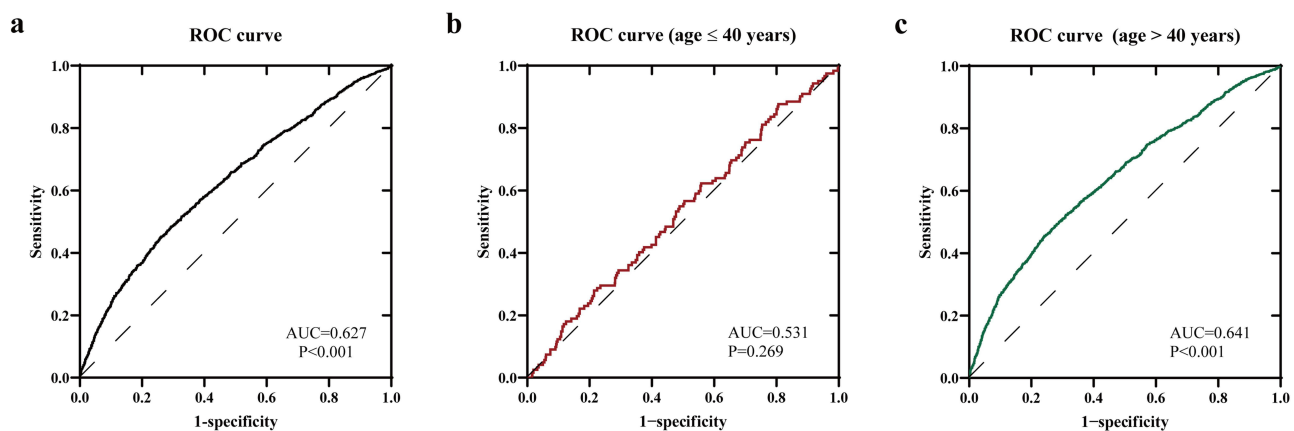 a
ROC curve
1.0
0.8
0.6
0.4
0.2
0.0
Sensitivity
AUC=0.627
P<0.001
0.0 0.2 0.4 0.6 0.8 1.0
1-specificity
b
ROC curve (age ≤ 40 years)
1.0
0.8
0.6
0.4
0.2
0.0
Sensitivity
AUC=0.531
P=0.269
0.0 0.2 0.4 0.6 0.8 1.0
1−specificity
c
ROC curve (age > 40 years)
1.0
0.8
0.6
0.4
0.2
0.0
Sensitivity
AUC=0.641
P<0.001
0.0 0.2 0.4 0.6 0.8 1.0
1−specificity